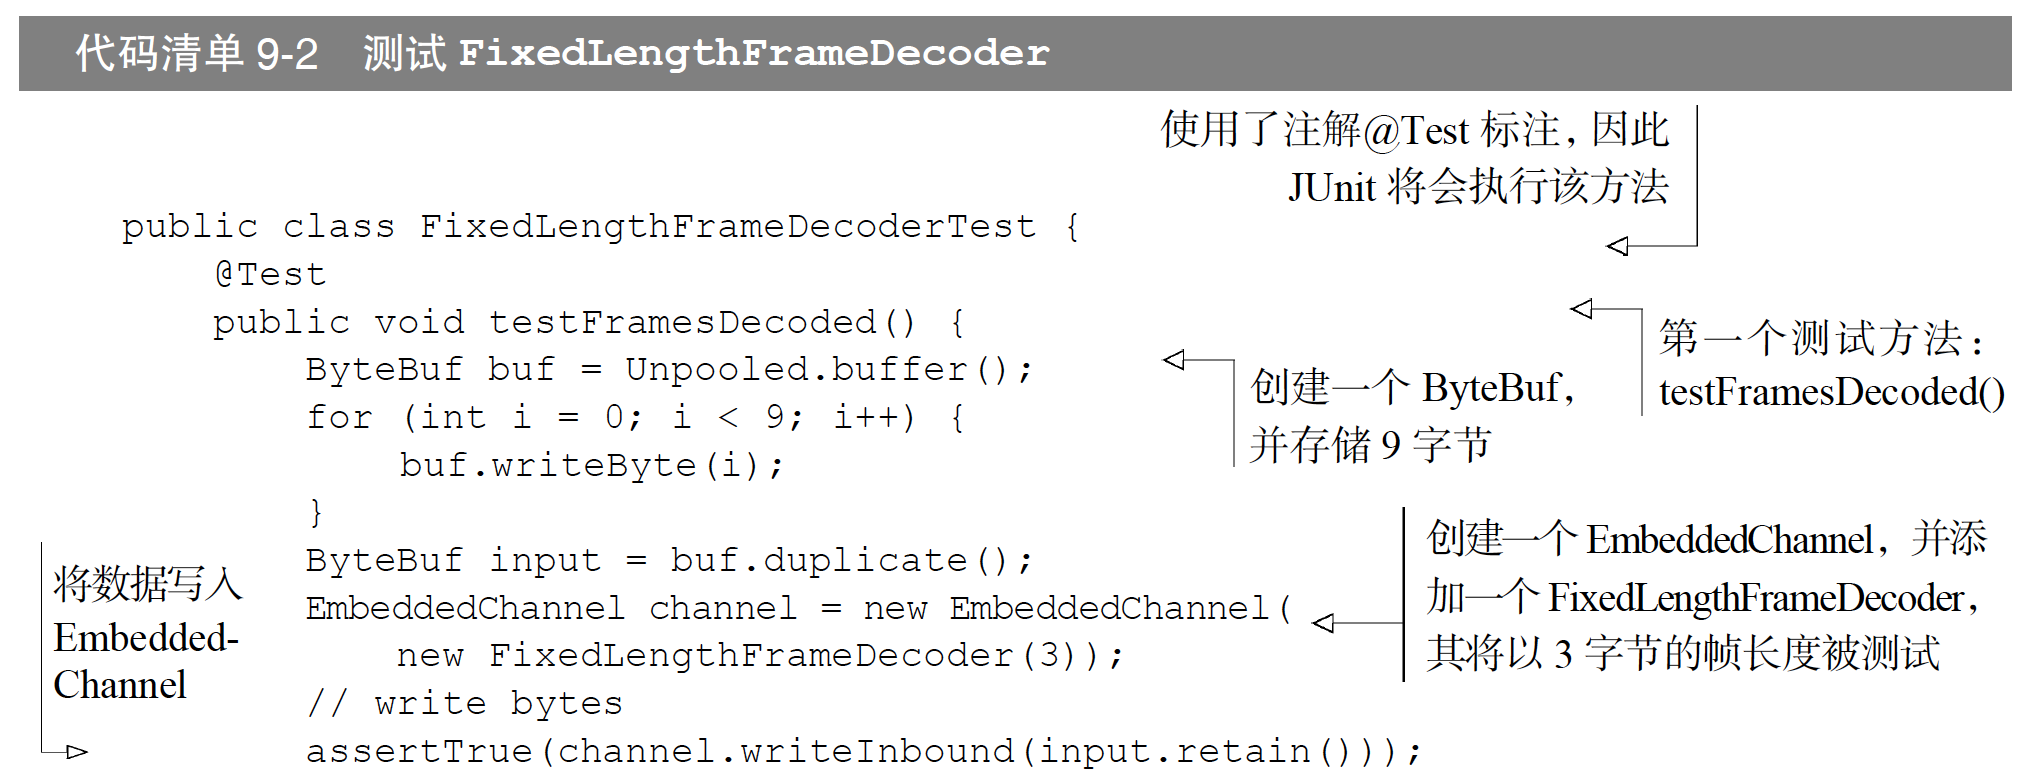 代码清单 9-2 测试 FixedLengthFrameDecoder
使用了注解@Test 标注，因此
JUnit 将会执行该方法
public class FixedLengthFrameDecoderTest {
@Test
public void testFramesDecoded() {
第一个测试方法：
testFramesDecoded()
ByteBuf buf = Unpooled.buffer();
for (int i = 0; i < 9; i++) {
buf.writeByte(i);
}
创建一个 ByteBuf，
并存储 9 字节
ByteBuf input = buf.duplicate();
EmbeddedChannel channel = new EmbeddedChannel(
new FixedLengthFrameDecoder(3));
创建一个 EmbeddedChannel，并添
加一个 FixedLengthFrameDecoder，
其将以 3 字节的帧长度被测试
将数据写入
Embedded-
Channel
// write bytes
assertTrue(channel.writeInbound(input.retain()));